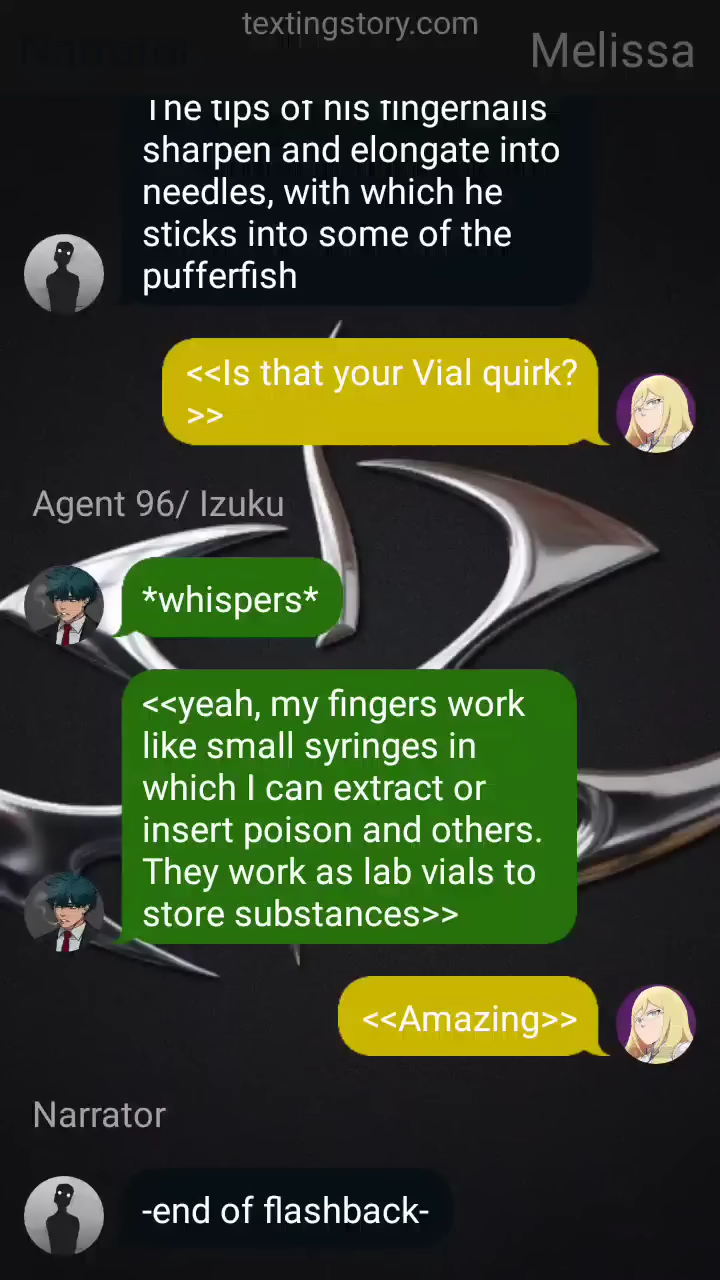 textingstory.com
Narrator
Melissa
The tips of his fingernails
sharpen and elongate into
needles, with which he
sticks into some of the
pufferfish
<<Is that your Vial quirk?
>>
Agent 96/ Izuku
*whispers*
<<yeah, my fingers work
like small syringes in
which I can extract or
insert poison and others.
They work as lab vials to
store substances>>
<<Amazing>>
Narrator
-end of flashback-